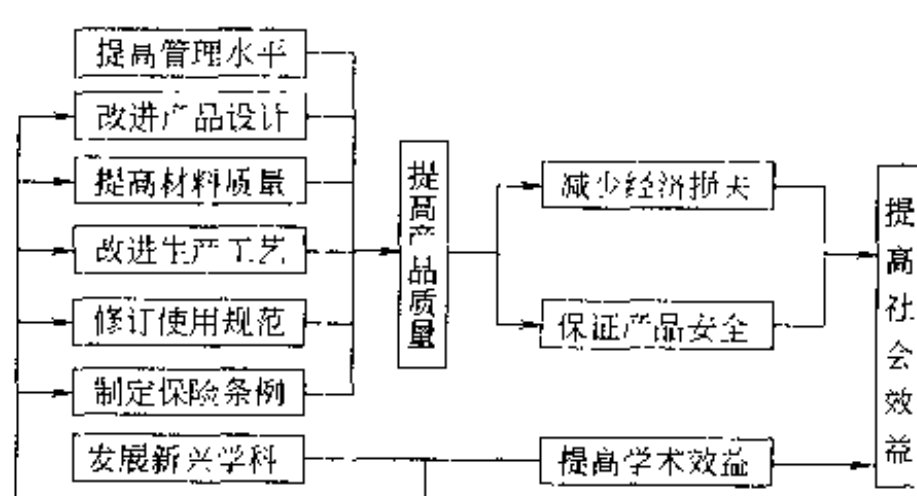 提高管理水平
改进产品设计
提高材料质量
改进生产工艺
修订使用规范
制定保险条例
发展新兴学科
提高产品质量
减少经济损失
保证产品安全
提高学术效益
提高社会效益